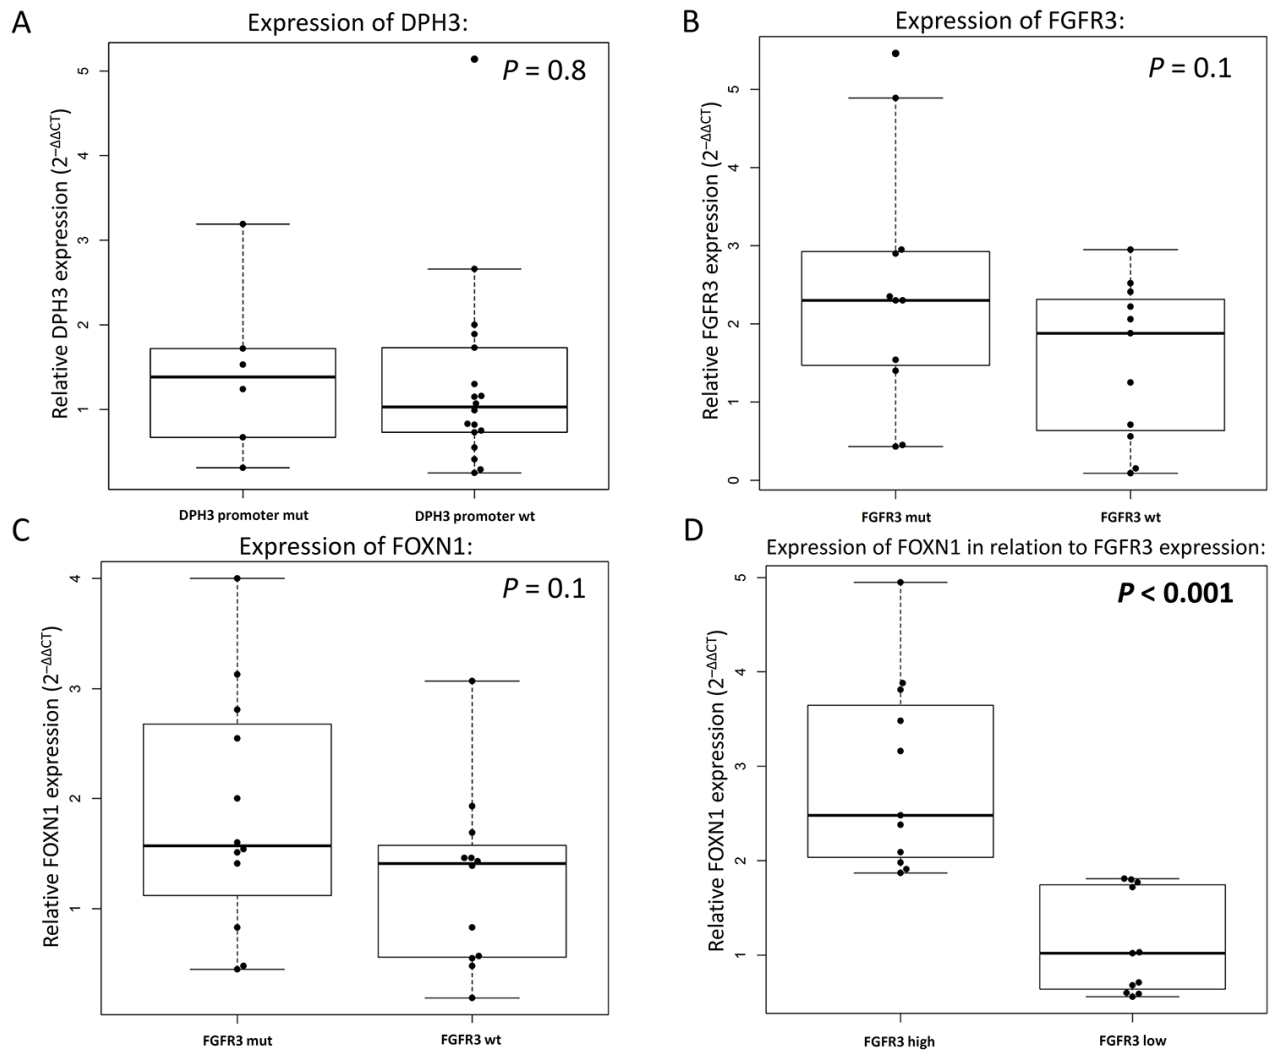 A
Expression of DPH3:
P = 0.8
Relative DPH3 expression (2−ΔΔCT)
5
4
3
2
1
DPH3 promoter mut
DPH3 promoter wt
B
Expression of FGFR3:
P = 0.1
Relative FGFR3 expression (2−ΔΔCT)
5
4
3
2
1
0
FGFR3 mut
FGFR3 wt
C
Expression of FOXN1:
P = 0.1
Relative FOXN1 expression (2−ΔΔCT)
4
3
2
1
FGFR3 mut
FGFR3 wt
D
Expression of FOXN1 in relation to FGFR3 expression:
P < 0.001
Relative FOXN1 expression (2−ΔΔCT)
5
4
3
2
1
FGFR3 high
FGFR3 low